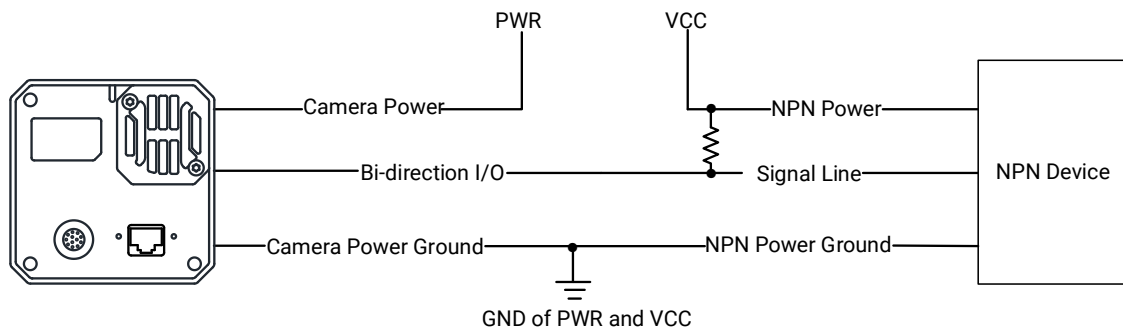 PWR
VCC
Camera Power
NPN Power
Bi-direction I/O
Signal Line
NPN Device
Camera Power Ground
NPN Power Ground
GND of PWR and VCC